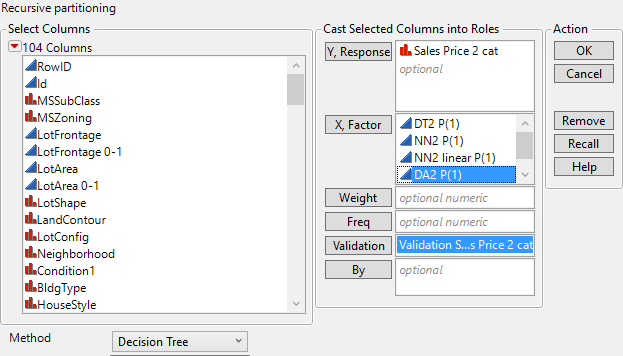 Recursive partitioning
Select Columns
104 Columns
RowID
Id
MSSubClass
MSZoning
LotFrontage
LotFrontage 0-1
LotArea
LotArea 0-1
LotShape
LandContour
LotConfig
Neighborhood
Condition1
BldgType
HouseStyle
Method
Decision Tree
Cast Selected Columns into Roles
Y, Response
Sales Price 2 cat
optional
X, Factor
DT2 P(1)
NN2 P(1)
NN2 linear P(1)
DA2 P(1)
Weight
optional numeric
Freq
optional numeric
Validation
Validation S...s Price 2 cat
By
optional
Action
OK
Cancel
Remove
Recall
Help